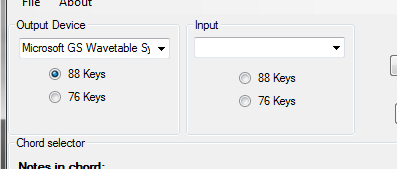 File About
Output Device
Input
Microsoft GS Wavetable Sy
88 Keys
76 Keys
88 Keys
76 Keys
Chord selector
Notes in chord: